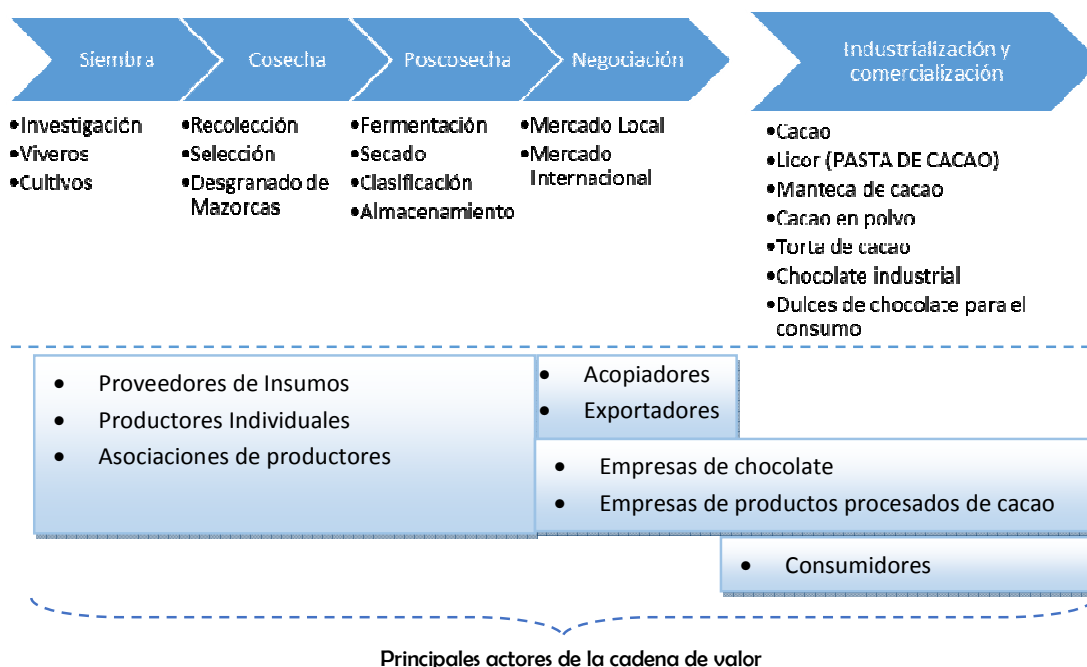 Siembra
Cosecha
Poscosecha
Negociación
Industrialización y
comercialización
•Investigación
•Viveros
•Cultivos
•Recolección
•Selección
•Desgranado de
Mazorcas
•Fermentación
•Secado
•Clasificación
•Almacenamiento
•Mercado Local
•Mercado
Internacional
•Cacao
•Licor (PASTA DE CACAO)
•Manteca de cacao
•Cacao en polvo
•Torta de cacao
•Chocolate industrial
•Dulces de chocolate para el
consumo
• Proveedores de Insumos
• Productores Individuales
• Asociaciones de productores
• Acopiadores
• Exportadores
• Empresas de chocolate
• Empresas de productos procesados de cacao
• Consumidores
Principales actores de la cadena de valor